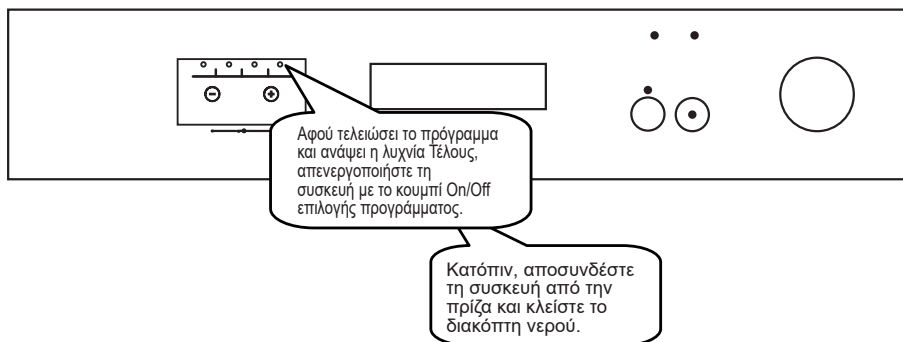 Αφού τελειώσει το πρόγραμμα
και ανάψει η λυχνία Τέλους,
απενεργοποιήστε τη
συσκευή με το κουμπί On/Off
επιλογής προγράμματος.
Κατόπιν, αποσυνδέστε
τη συσκευή από την
πρίζα και κλείστε το
διακόπτη νερού.